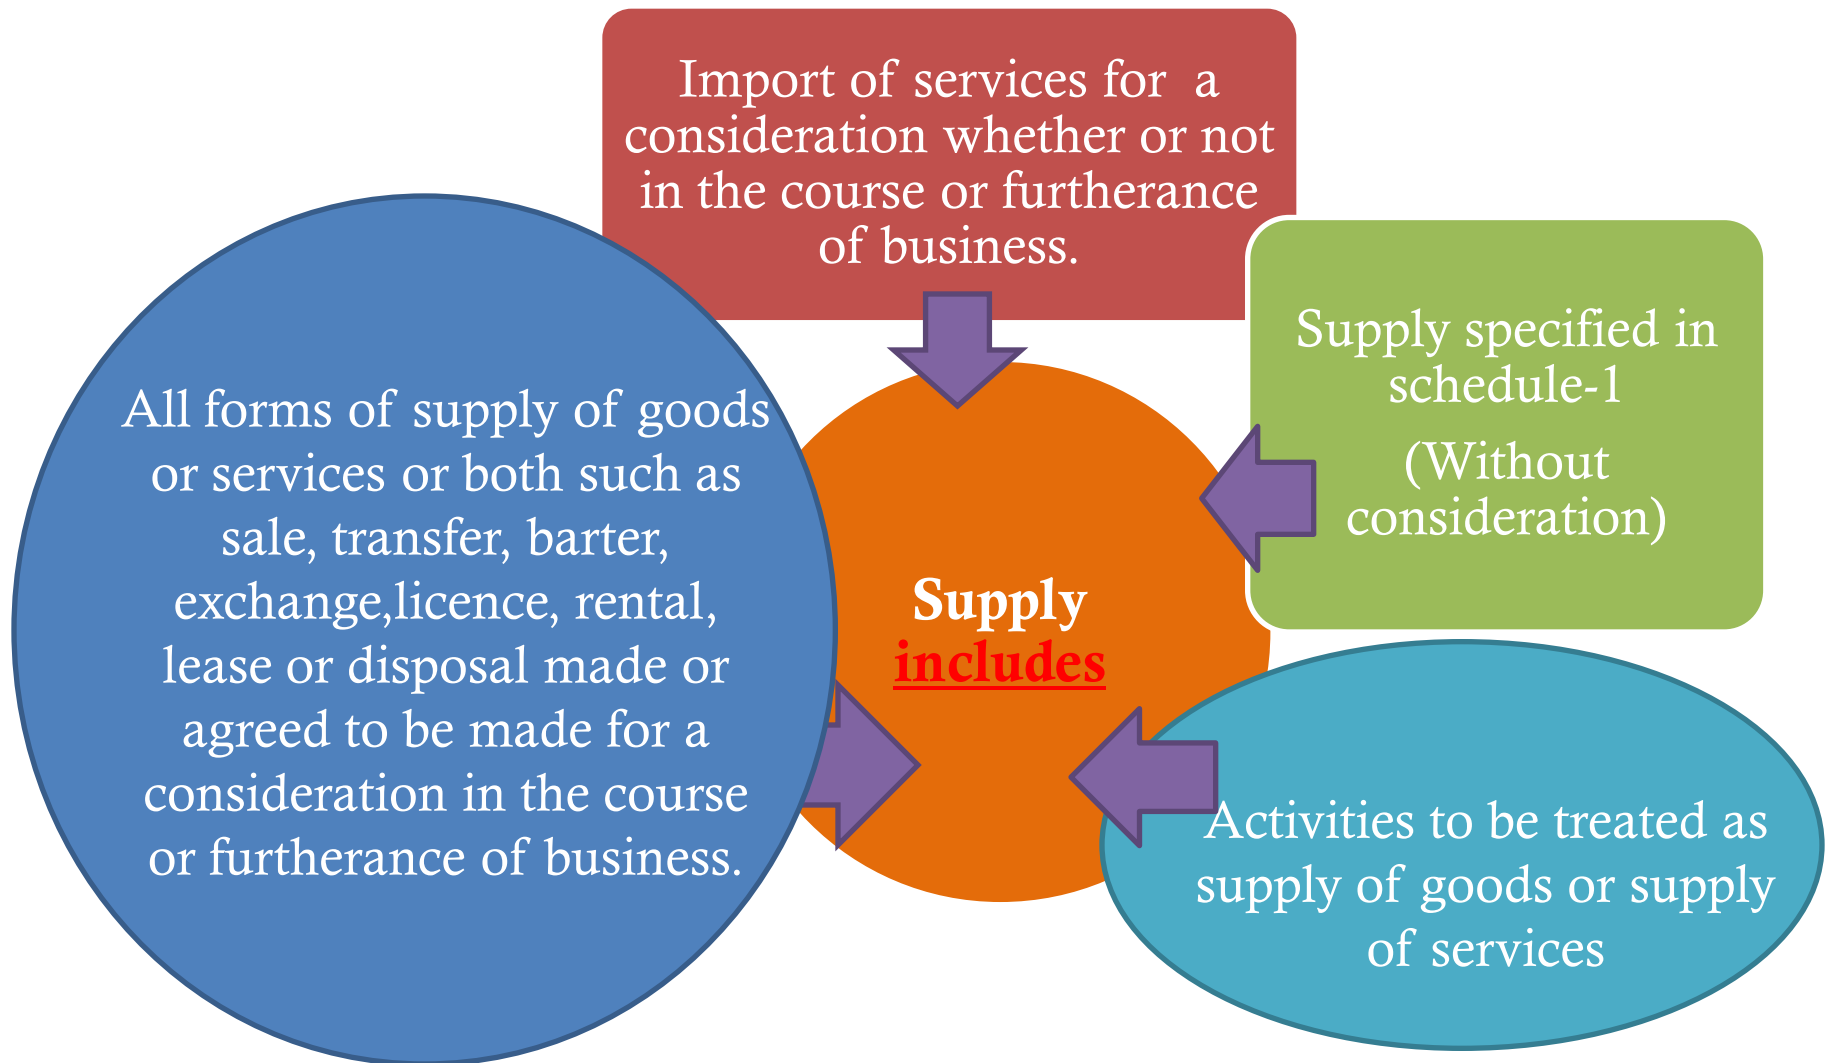 Import of services for a
consideration whether or not
in the course or furtherance
of business.
Supply specified in
schedule-1
(Without
consideration)
All forms of supply of goods
or services or both such as
sale, transfer, barter,
exchange,licence, rental,
lease or disposal made or
agreed to be made for a
consideration in the course
or furtherance of business.
Supply
includes
Activities to be treated as
supply of goods or supply
of services